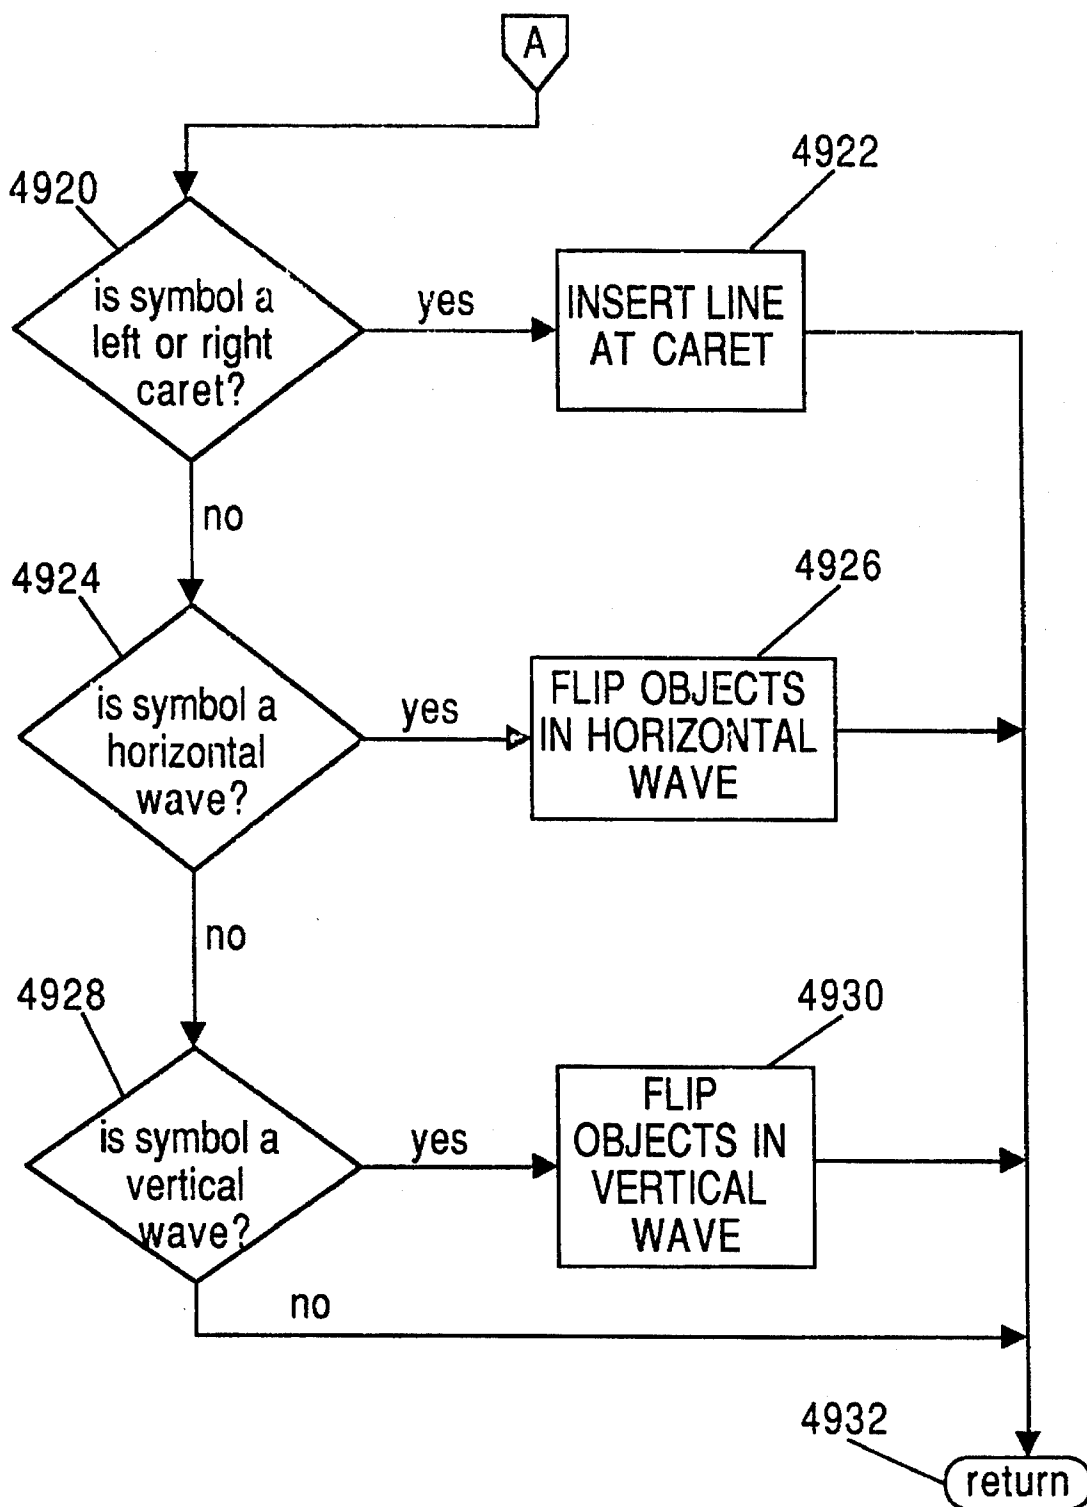 A
4920
4922
is symbol a
left or right
caret?
yes
INSERT LINE
AT CARET
no
4924
4926
is symbol a
horizontal
wave?
yes
FLIP OBJECTS
IN HORIZONTAL
WAVE
no
4928
4930
is symbol a
vertical
wave?
yes
FLIP
OBJECTS IN
VERTICAL
WAVE
no
4932
return